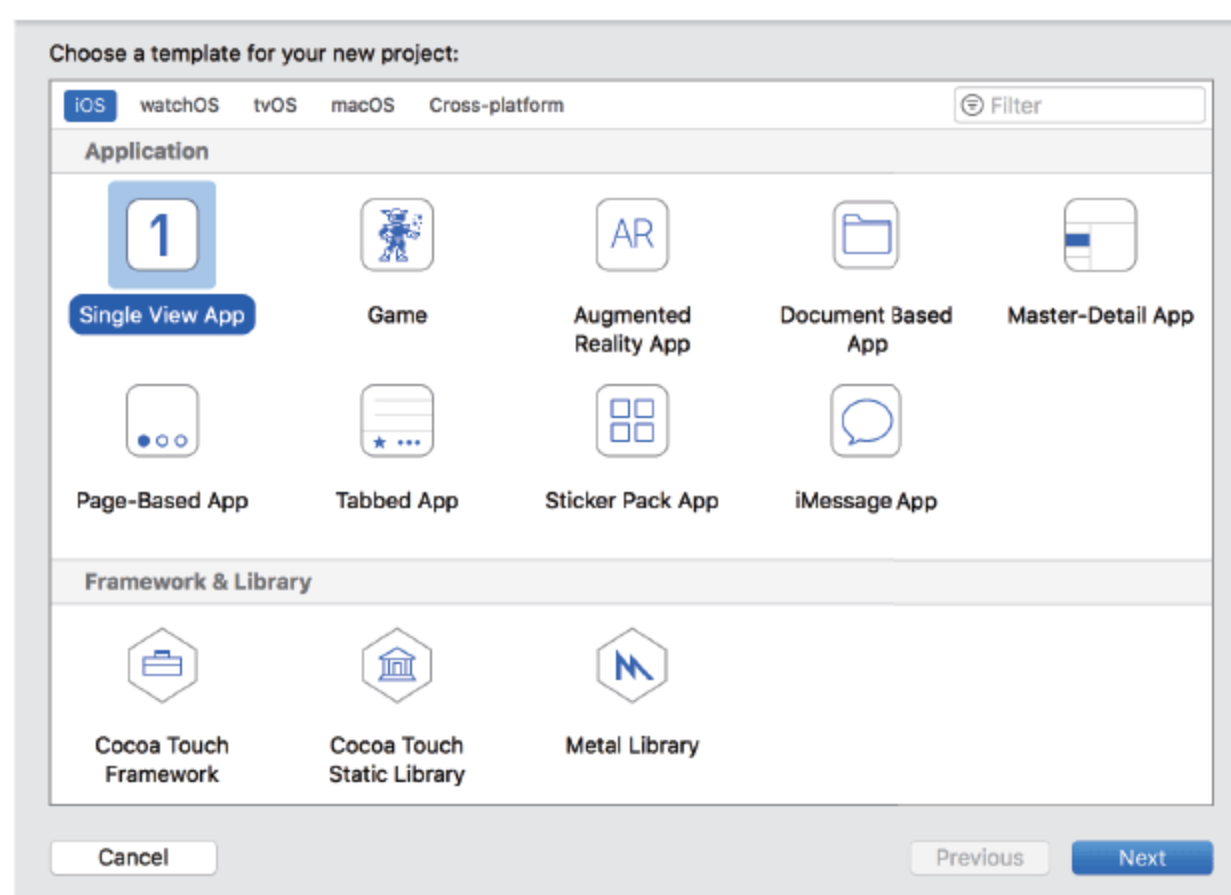 Choose a template for your new project:
iOS watchOS tvOS macOS Cross-platform Filter
Application
1 AR
Single View App Game Augmented Reality App Document Based App Master-Detail App
Page-Based App Tabbed App Sticker Pack App iMessage App
Framework & Library
Cocoa Touch Framework Cocoa Touch Static Library Metal Library
Cancel Previous Next